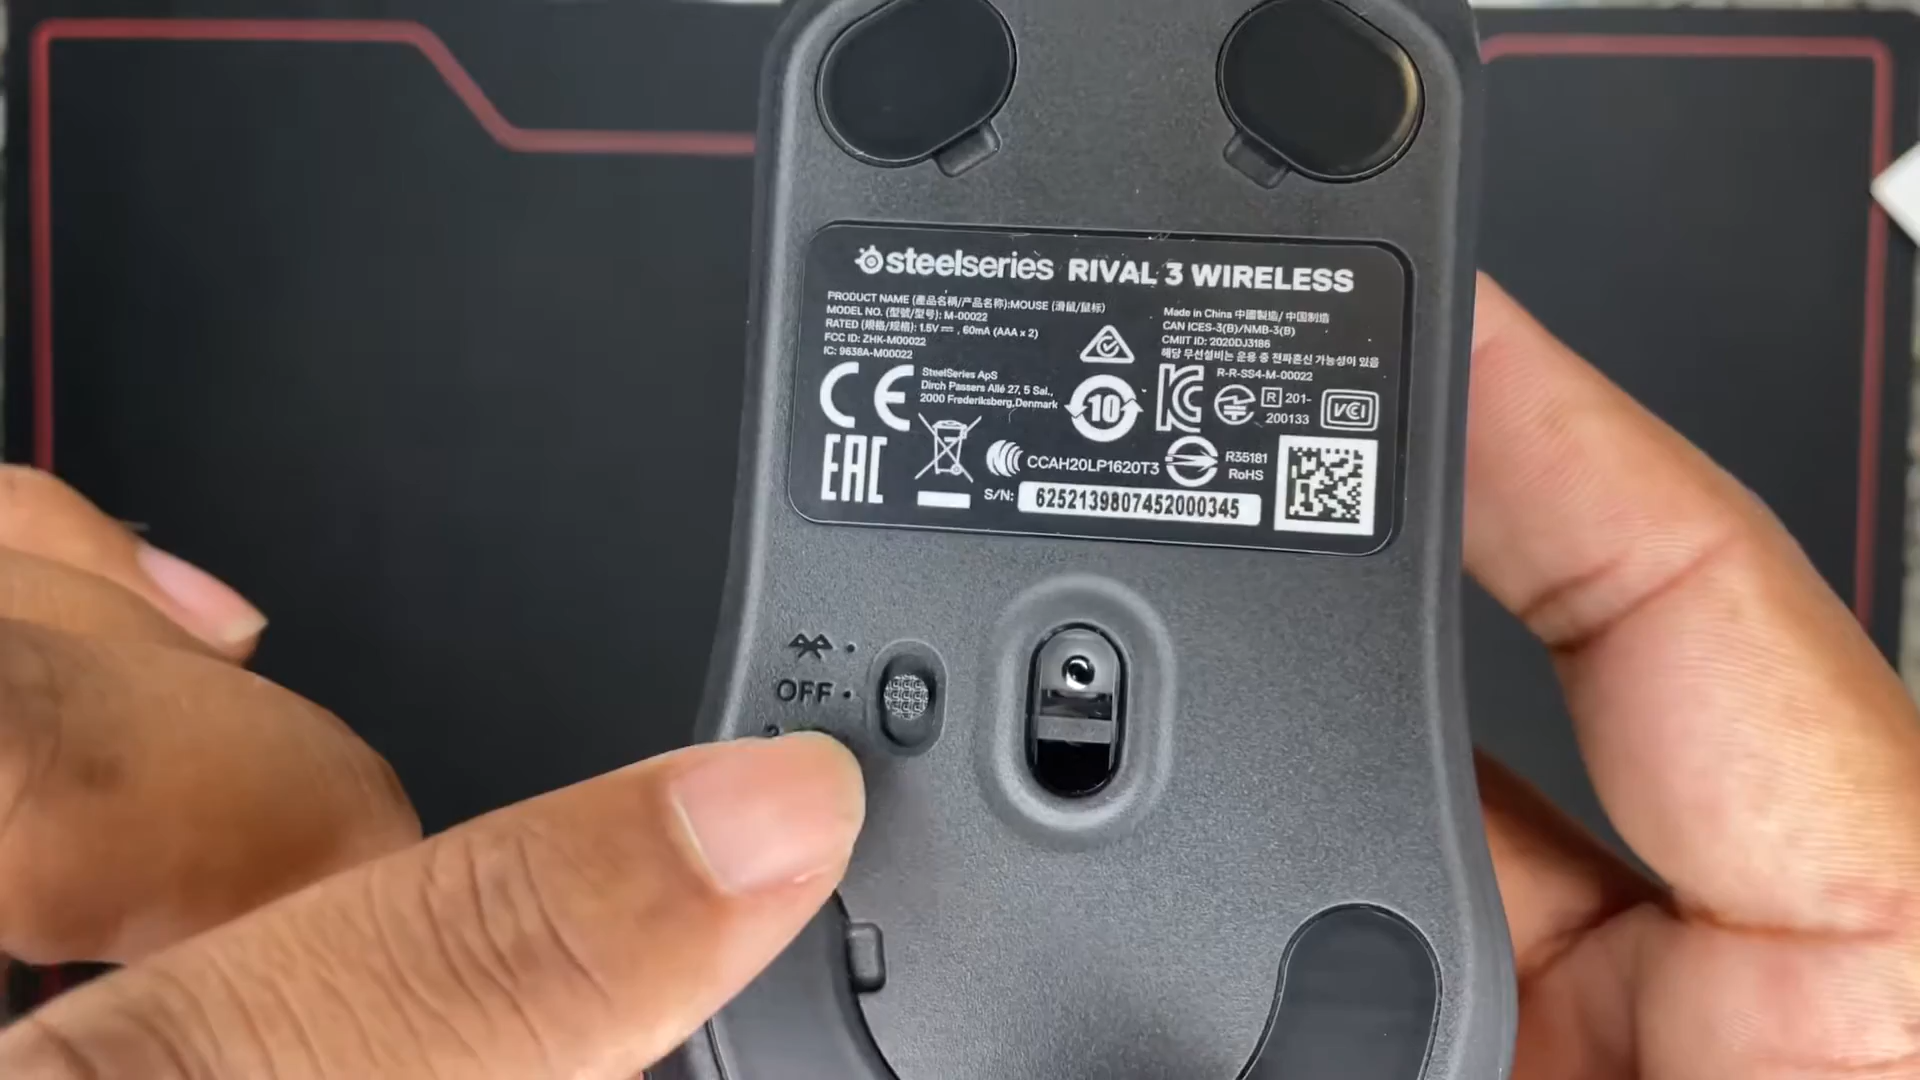 steelseries RIVAL 3 WIRELESS
PRODUCT NAME (產品名稱/产品名称):MOUSE (滑鼠/鼠标)
MODEL NO. (型號/型号): M-00022
RATED (規格/规格): 1.5V⎓, 60mA (AAA x 2)
FCC ID: ZHK-M00022
IC: 9638A-M00022
Made in China 中國製造/ 中国制造
CAN ICES-3(B)/NMB-3(B)
CMIIT ID: 2020DJ3186
해당 무선설비는 운용 중 전파혼신 가능성이 있음
R-R-SS4-M-00022
CE
SteelSeries ApS
Dirch Passers Allé 27, 5 Sal.,
2000 Frederiksberg,Denmark
10
R 201-
200133
VCI
EAC
CCAH20LP1620T3
R35181
RoHS
S/N: 6252139807452000345
OFF